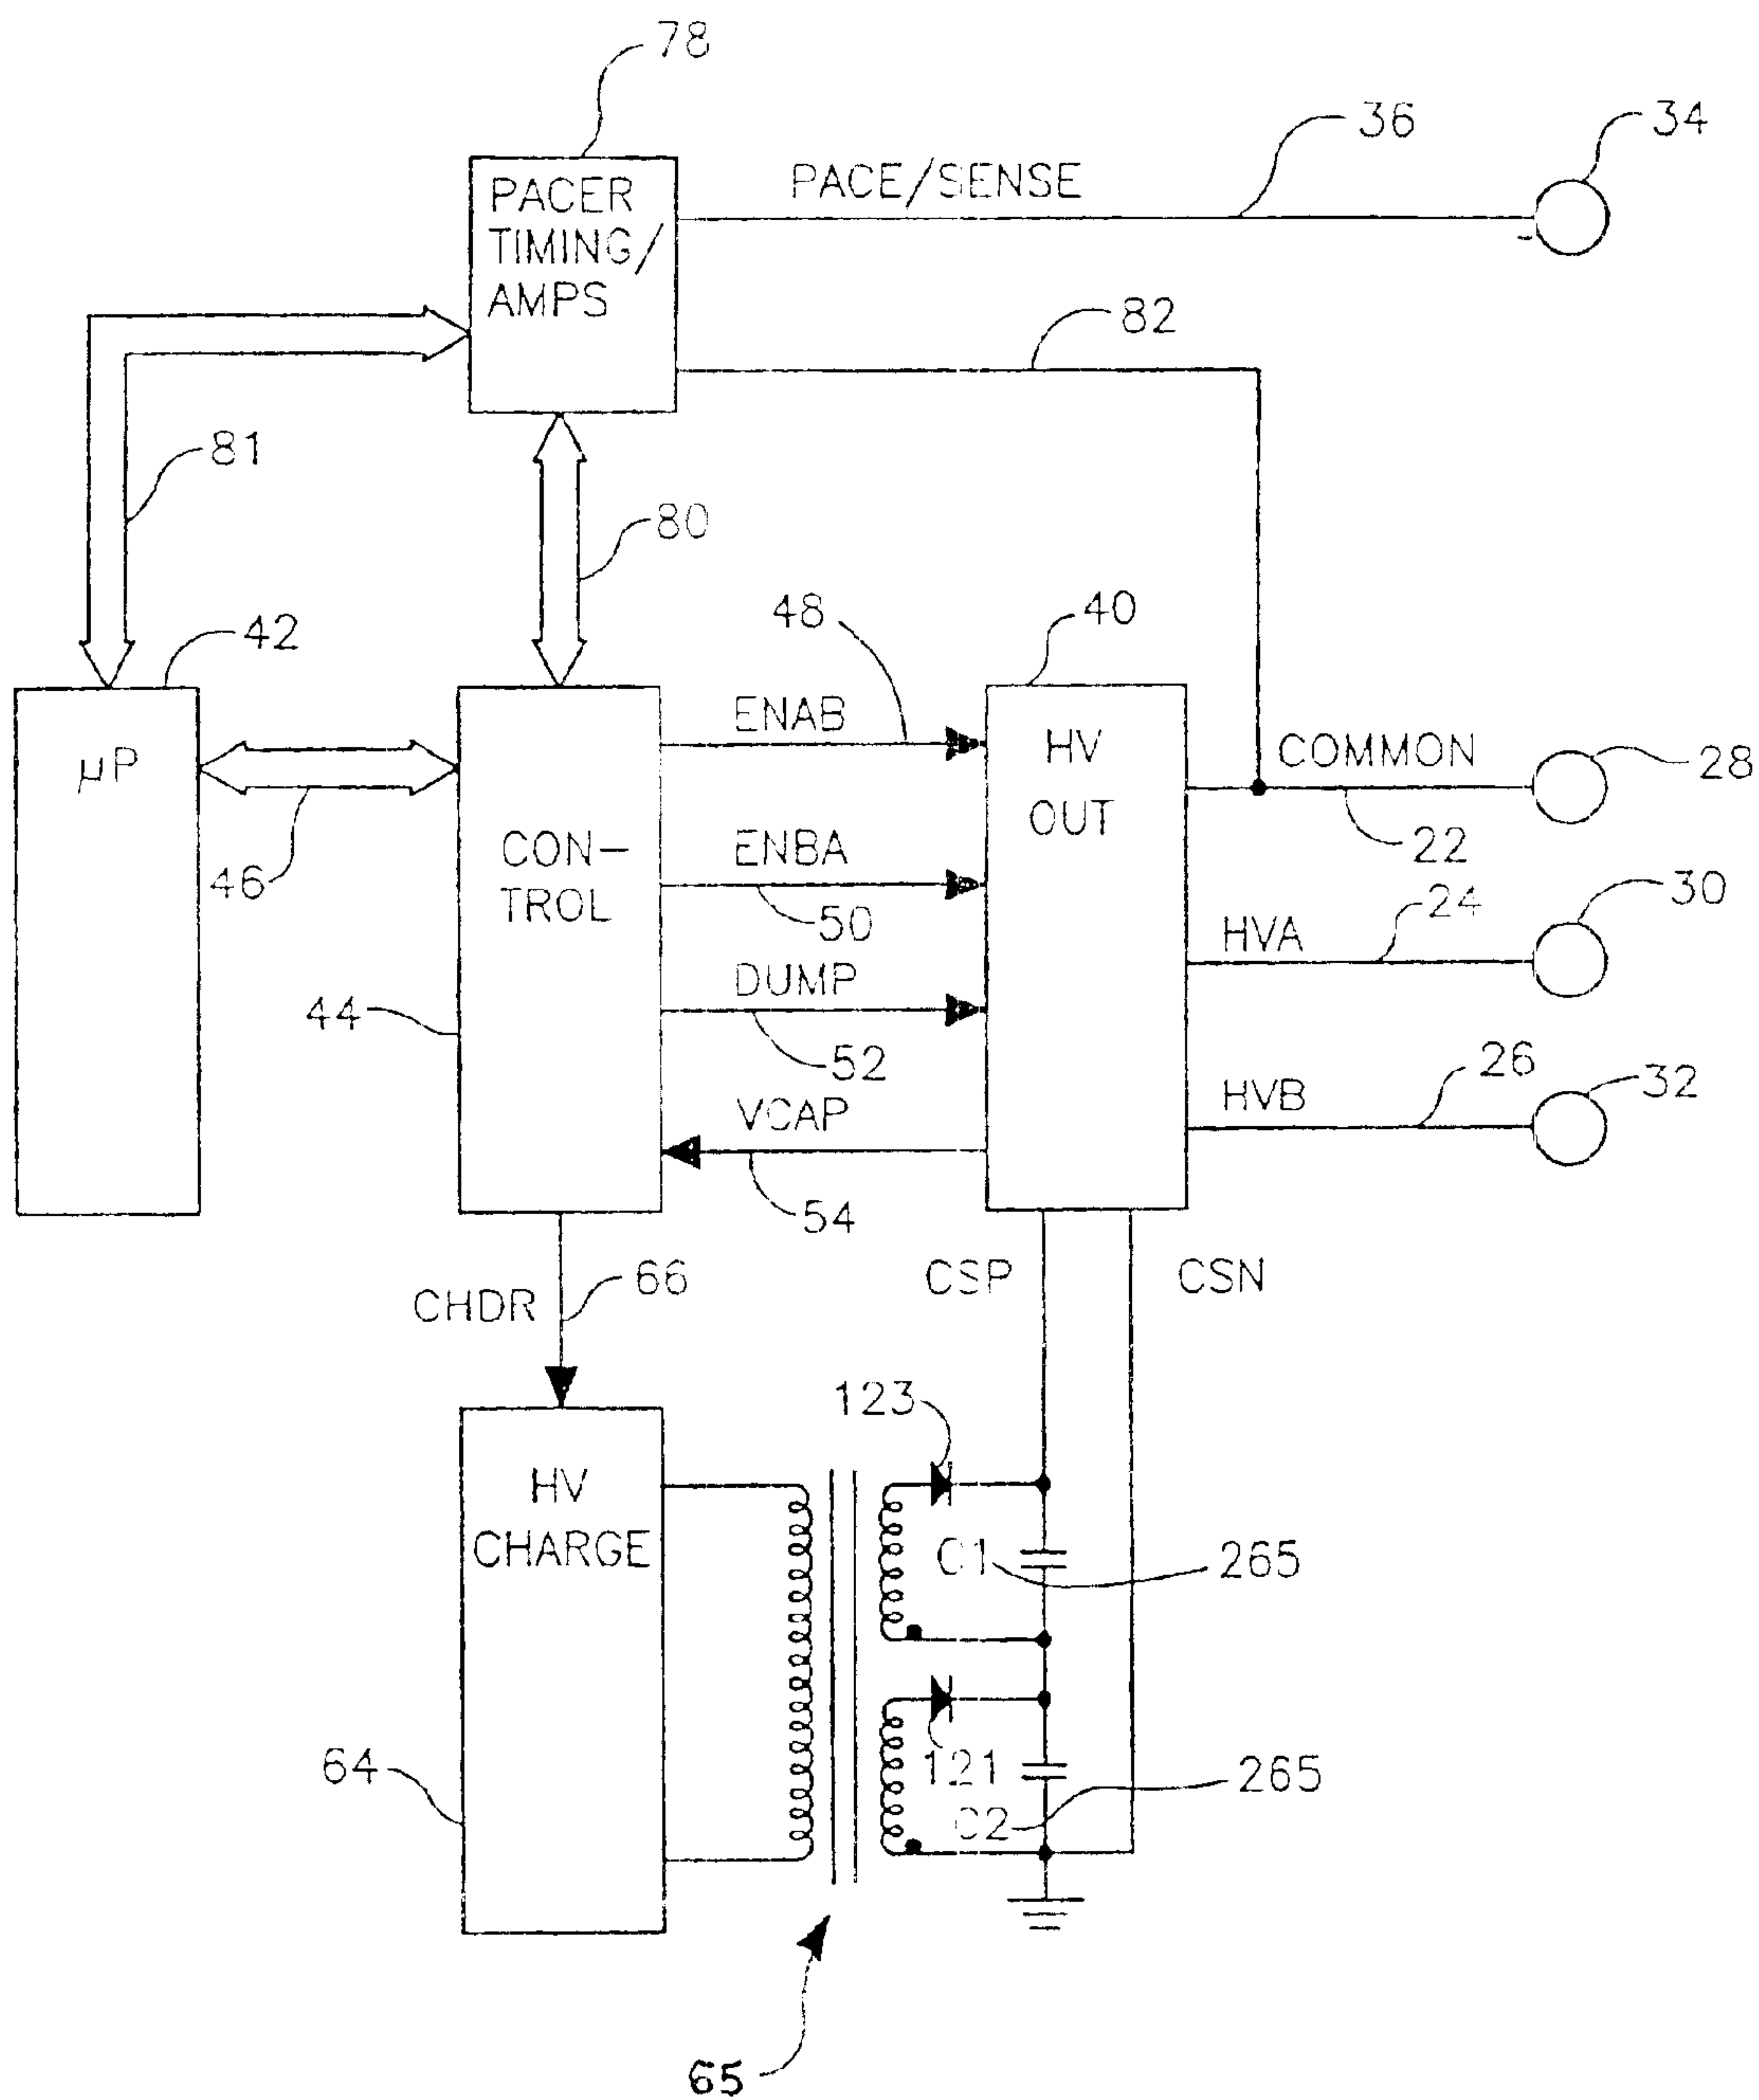 78
36
34
PACE/SENSE
PACER
TIMING/
AMPS
82
81
80
48
40
42
ENAB
HV
OUT
COMMON
28
μP
22
CON-
TROL
ENBA
46
50
24
30
HVA
DUMP
44
52
26
32
HVB
VCAP
54
CSP
CSN
66
CHDR
123
HV
CHARGE
C1
265
64
121
265
C2
65